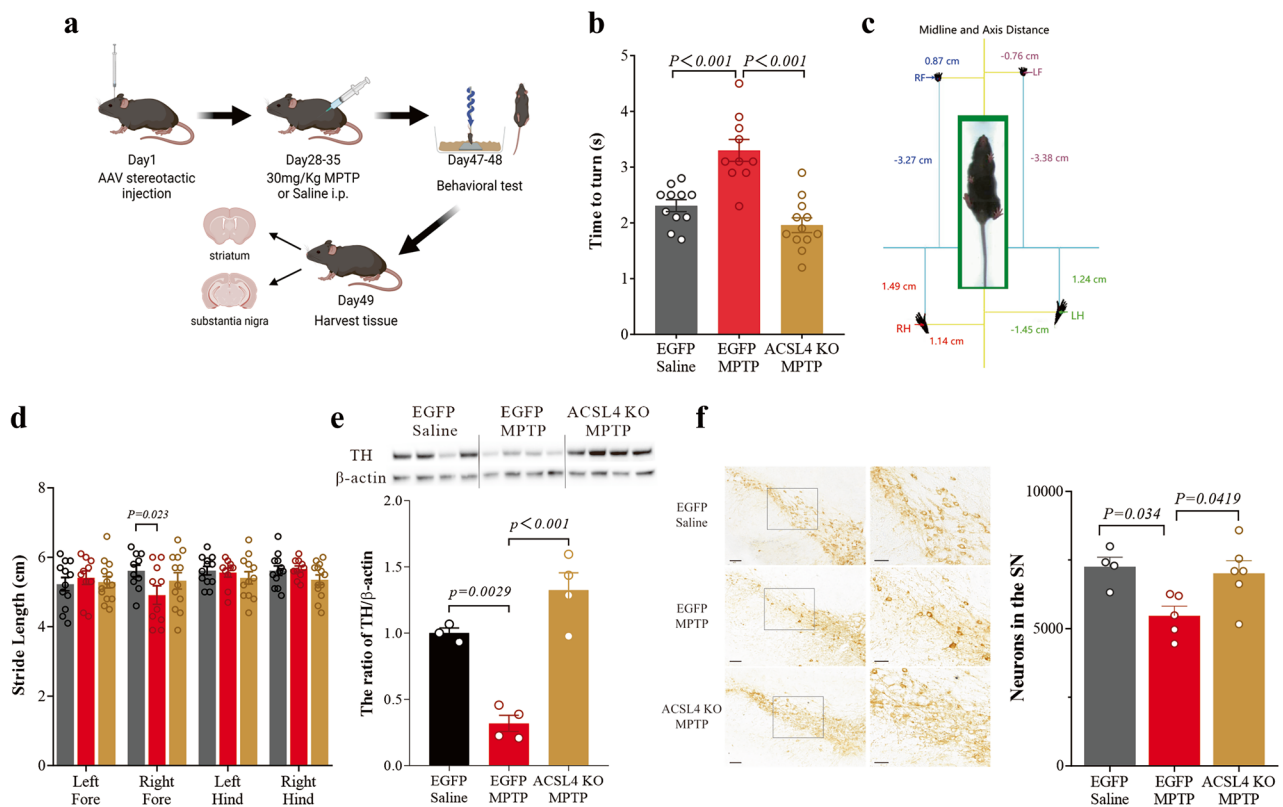 a
Day1
AAV stereotactic
injection
Day28-35
30mg/Kg MPTP
or Saline i.p.
Day47-48
Behavioral test
striatum
substantia nigra
Day49
Harvest tissue
b
Time to turn (s)
5
4
3
2
1
0
P＜0.001
P＜0.001
EGFP
Saline
EGFP
MPTP
ACSL4 KO
MPTP
c
Midline and Axis Distance
0.87 cm
-0.76 cm
RF
LF
-3.27 cm
-3.38 cm
1.49 cm
1.24 cm
RH
LH
1.14 cm
-1.45 cm
d
Stride Length (cm)
8
6
4
2
0
P=0.023
Left
Fore
Right
Fore
Left
Hind
Right
Hind
e
EGFP
Saline
EGFP
MPTP
ACSL4 KO
MPTP
TH
β-actin
The ratio of TH/β-actin
2.0
1.5
1.0
0.5
0.0
p＜0.001
p=0.0029
EGFP
Saline
EGFP
MPTP
ACSL4 KO
MPTP
f
EGFP
Saline
EGFP
MPTP
ACSL4 KO
MPTP
Neurons in the SN
10000
5000
0
P=0.034
P=0.0419
EGFP
Saline
EGFP
MPTP
ACSL4 KO
MPTP